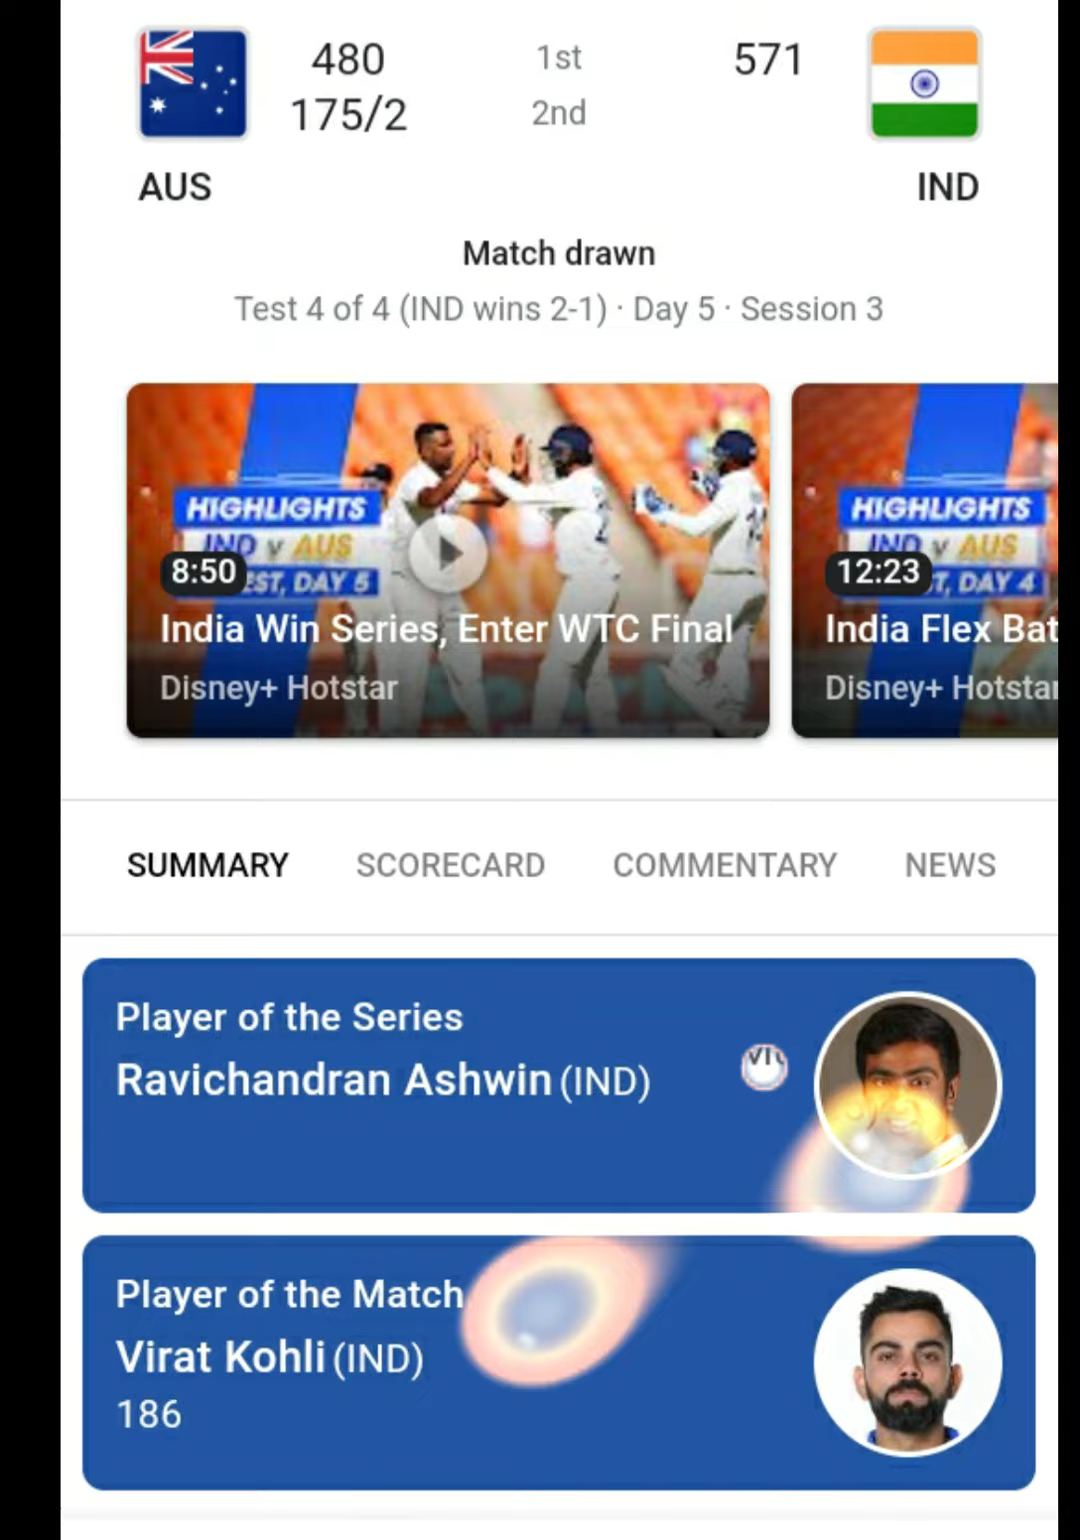 480 1st 571
175/2 2nd
AUS IND
Match drawn
Test 4 of 4 (IND wins 2-1) · Day 5 · Session 3
HIGHLIGHTS
IND v AUS
8:50
EST, DAY 5
India Win Series, Enter WTC Final
Disney+ Hotstar
HIGHLIGHTS
IND v AUS
12:23
T, DAY 4
India Flex Bat
Disney+ Hotstar
SUMMARY SCORECARD COMMENTARY NEWS
Player of the Series
Ravichandran Ashwin (IND)
Player of the Match
Virat Kohli (IND)
186